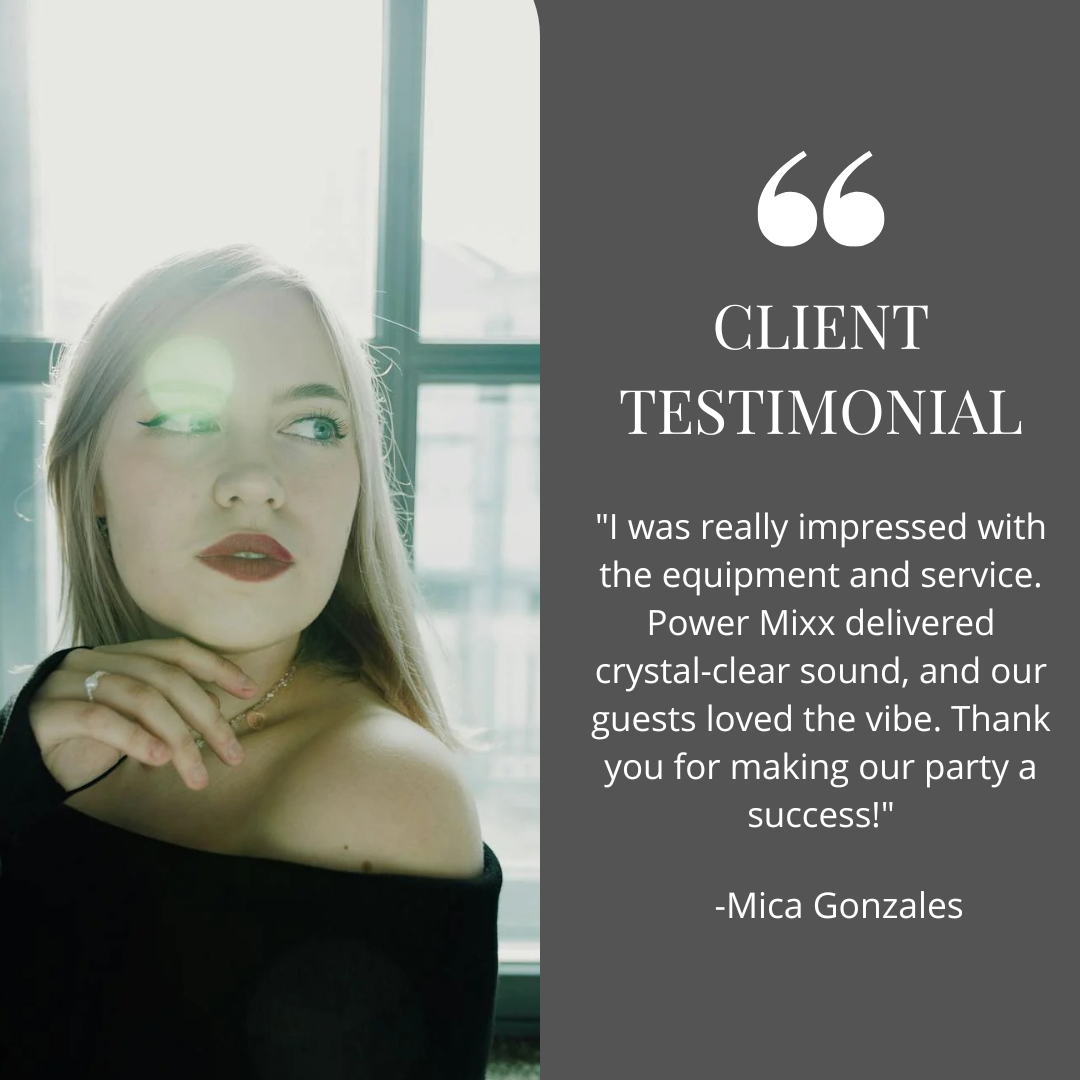 “
CLIENT
TESTIMONIAL
"I was really impressed with
the equipment and service.
Power Mixx delivered
crystal-clear sound, and our
guests loved the vibe. Thank
you for making our party a
success!"
-Mica Gonzales